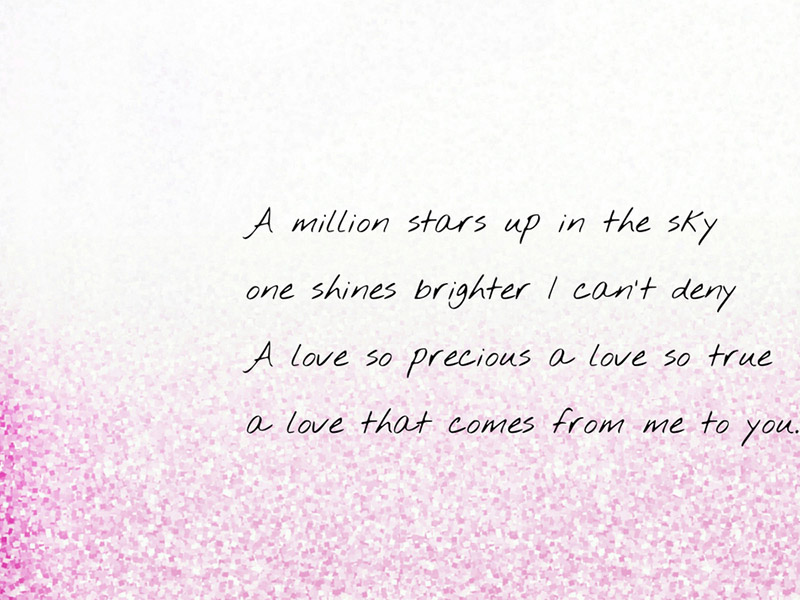 A million stars up in the sky
one shines brighter I can't deny
A love so precious a love so true
a love that comes from me to you.